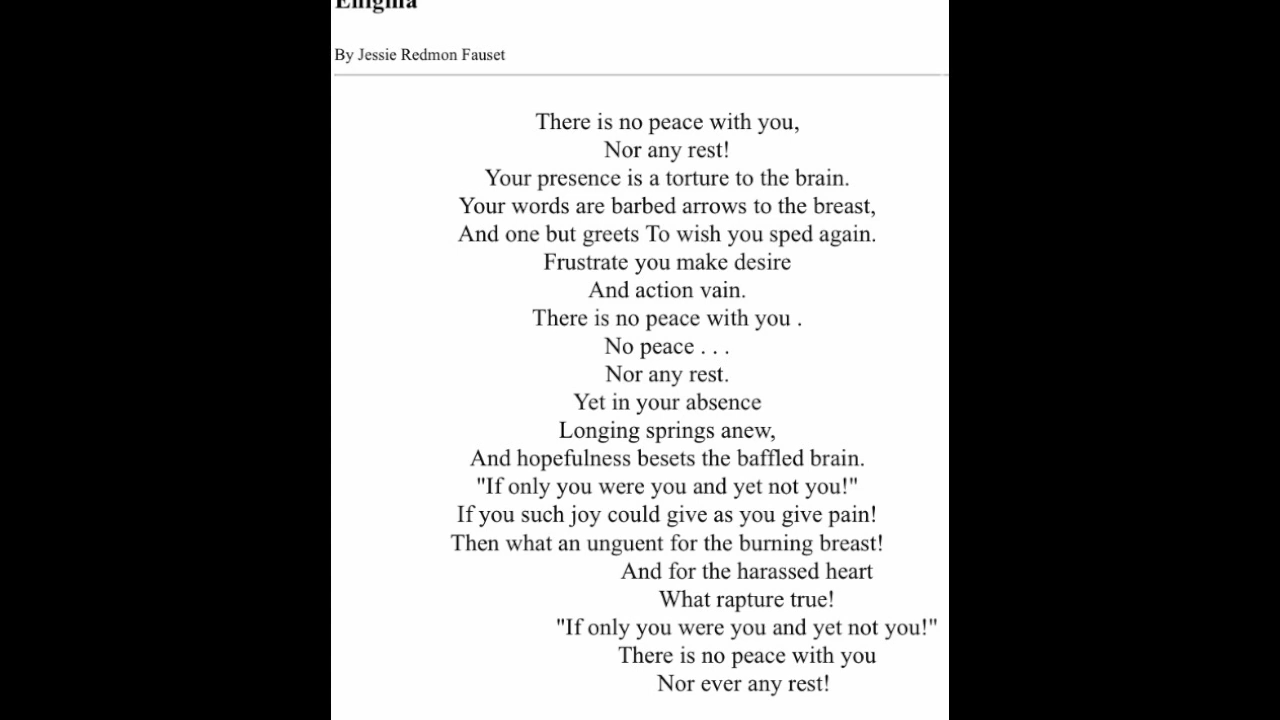 Enigma
By Jessie Redmon Fauset
There is no peace with you,
Nor any rest!
Your presence is a torture to the brain.
Your words are barbed arrows to the breast,
And one but greets To wish you sped again.
Frustrate you make desire
And action vain.
There is no peace with you .
No peace . . .
Nor any rest.
Yet in your absence
Longing springs anew,
And hopefulness besets the baffled brain.
"If only you were you and yet not you!"
If you such joy could give as you give pain!
Then what an unguent for the burning breast!
And for the harassed heart
What rapture true!
"If only you were you and yet not you!"
There is no peace with you
Nor ever any rest!